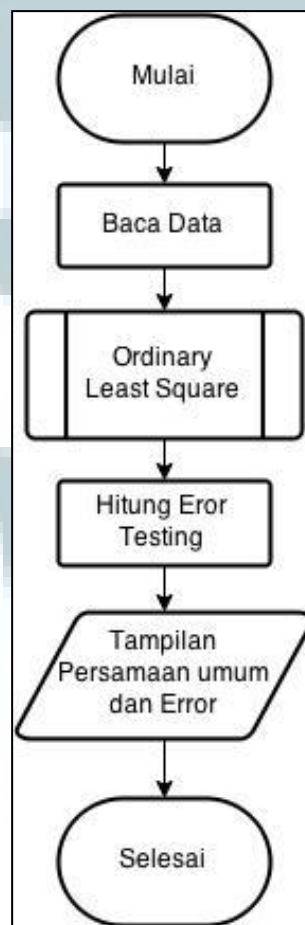 Mulai
Baca Data
Ordinary
Least Square
Hitung Eror
Testing
Tampilan
Persamaan umum
dan Error
Selesai